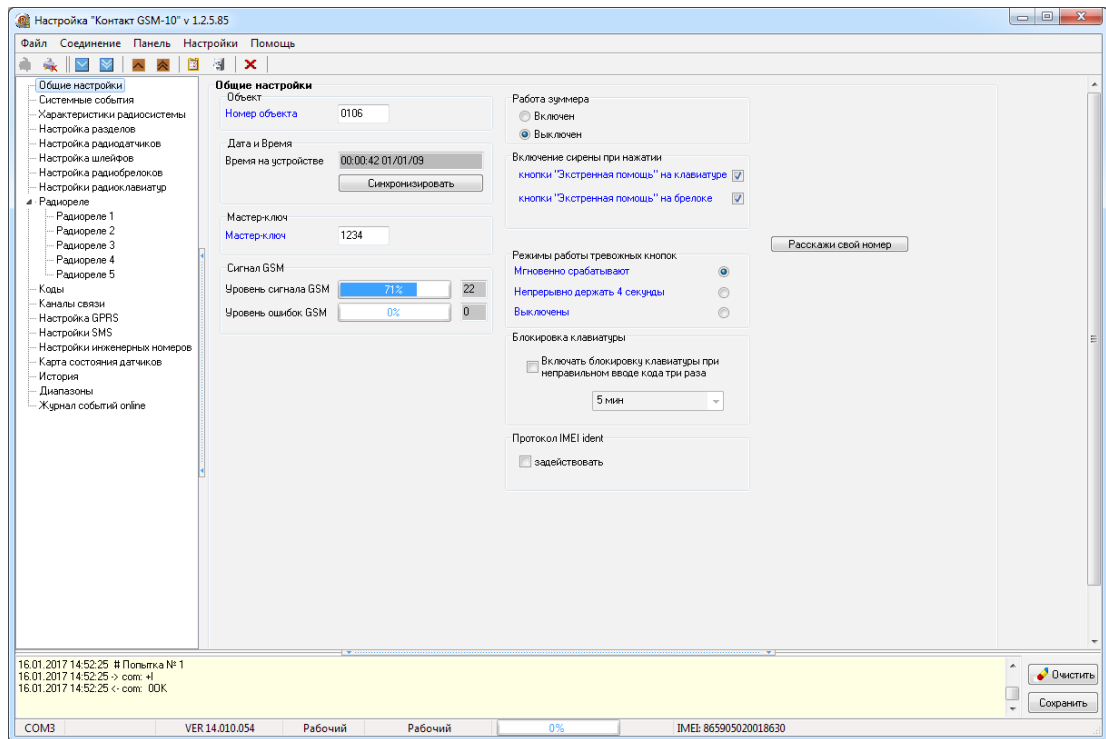 Настройка "Контакт GSM-10" v 1.2.5.85
Файл Соединение Панель Настройки Помощь
Общие настройки
Системные события
Характеристики радиосистемы
Настройка разделов
Настройка радиодатчиков
Настройка шлейфов
Настройка радиобрелоков
Настройки радиоклавиатур
Радиореле
Радиореле 1
Радиореле 2
Радиореле 3
Радиореле 4
Радиореле 5
Коды
Каналы связи
Настройка GPRS
Настройки SMS
Настройки инженерных номеров
Карта состояния датчиков
История
Диапазоны
Журнал событий online
Общие настройки
Объект
Номер объекта 0106
Дата и Время
Время на устройстве 00:00:42 01/01/09
Синхронизировать
Мастер-ключ
Мастер-ключ 1234
Сигнал GSM
Уровень сигнала GSM 71% 22
Уровень ошибок GSM 0% 0
Работа зуммера
Включен
Выключен
Включение сирены при нажатии
кнопки "Экстренная помощь" на клавиатуре
кнопки "Экстренная помощь" на брелоке
Режимы работы тревожных кнопок
Мгновенно срабатывают
Непрерывно держать 4 секунды
Выключены
Блокировка клавиатуры
Включать блокировку клавиатуры при
неправильном вводе кода три раза
5 мин
Протокол IMEI ident
задействовать
Расскажи свой номер
16.01.2017 14:52:25 # Попытка № 1
16.01.2017 14:52:25 -> com: +I
16.01.2017 14:52:25 <- com: 0OK
Очистить
Сохранить
COM3 VER 14.010.054 Рабочий Рабочий 0% IMEI: 865905020018630